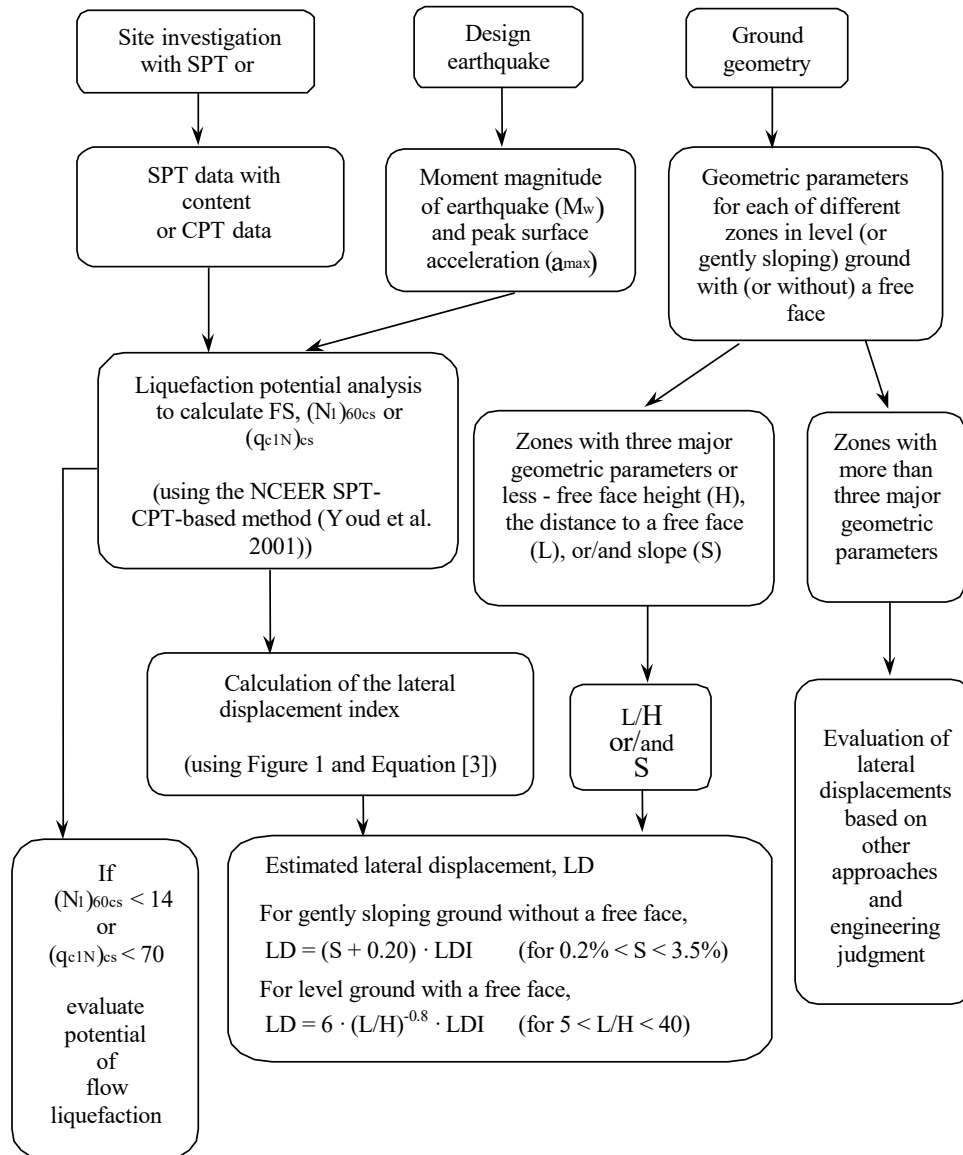 Site investigation
with SPT or
Design
earthquake
Ground
geometry
SPT data with
content
or CPT data
Moment magnitude
of earthquake (Mw)
and peak surface
acceleration (amax)
Geometric parameters
for each of different
zones in level (or
gently sloping) ground
with (or without) a free
face
Liquefaction potential analysis
to calculate FS, (N1)60cs or
(qc1N)cs
(using the NCEER SPT-
CPT-based method (Youd et al.
2001))
Zones with three major
geometric parameters or
less - free face height (H),
the distance to a free face
(L), or/and slope (S)
Zones with
more than
three major
geometric
parameters
Calculation of the lateral
displacement index
(using Figure 1 and Equation [3])
L/H
or/and
S
Evaluation of
lateral
displacements
based on
other
approaches
and
engineering
judgment
If
(N1)60cs < 14
or
(qc1N)cs < 70
evaluate
potential
of
flow
liquefaction
Estimated lateral displacement, LD
For gently sloping ground without a free face,
LD = (S + 0.20) · LDI (for 0.2% < S < 3.5%)
For level ground with a free face,
LD = 6 · (L/H)^-0.8 · LDI (for 5 < L/H < 40)